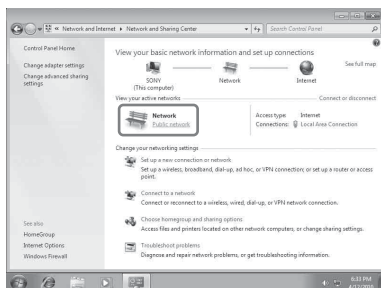 Network and Internet ▸ Network and Sharing Center
Search Control Panel
Control Panel Home
Change adapter settings
Change advanced sharing
settings
View your basic network information and set up connections
See full map
SONY
(This computer)
Network
Internet
View your active networks
Connect or disconnect
Network
Public network
Access type: Internet
Connections: Local Area Connection
Change your networking settings
Set up a new connection or network
Set up a wireless, broadband, dial-up, ad hoc, or VPN connection; or set up a router or access
point.
Connect to a network
Connect or reconnect to a wireless, wired, dial-up, or VPN network connection.
Choose homegroup and sharing options
Access files and printers located on other network computers, or change sharing settings.
Troubleshoot problems
Diagnose and repair network problems, or get troubleshooting information.
See also
HomeGroup
Internet Options
Windows Firewall
6:33 PM